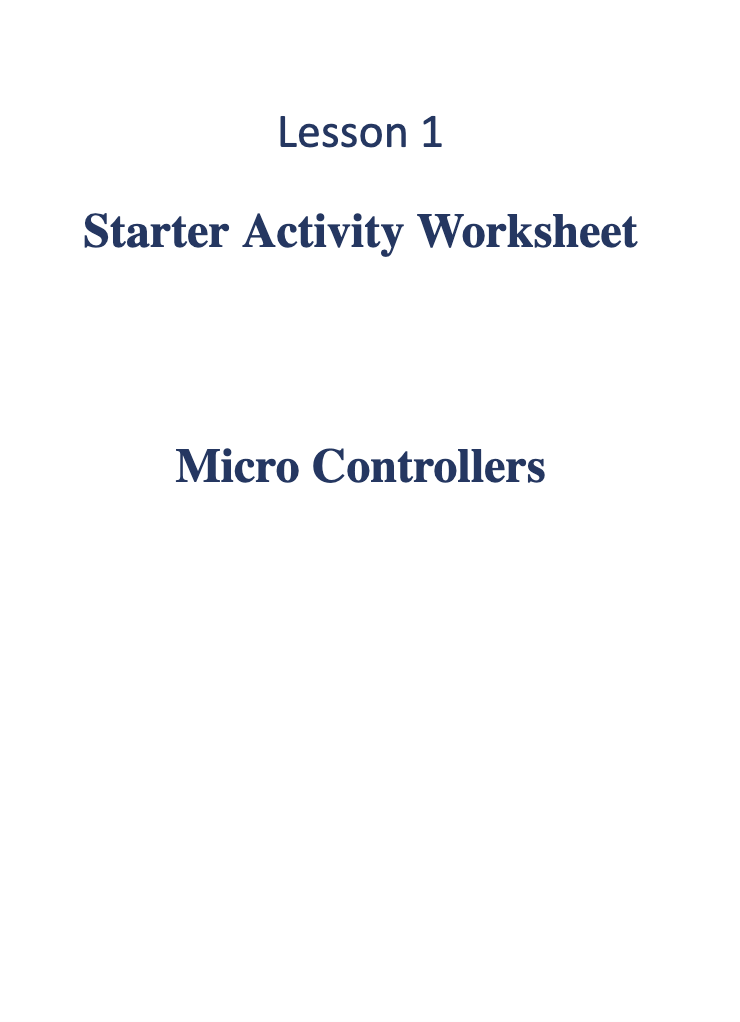 Lesson 1
Starter Activity Worksheet
Micro Controllers